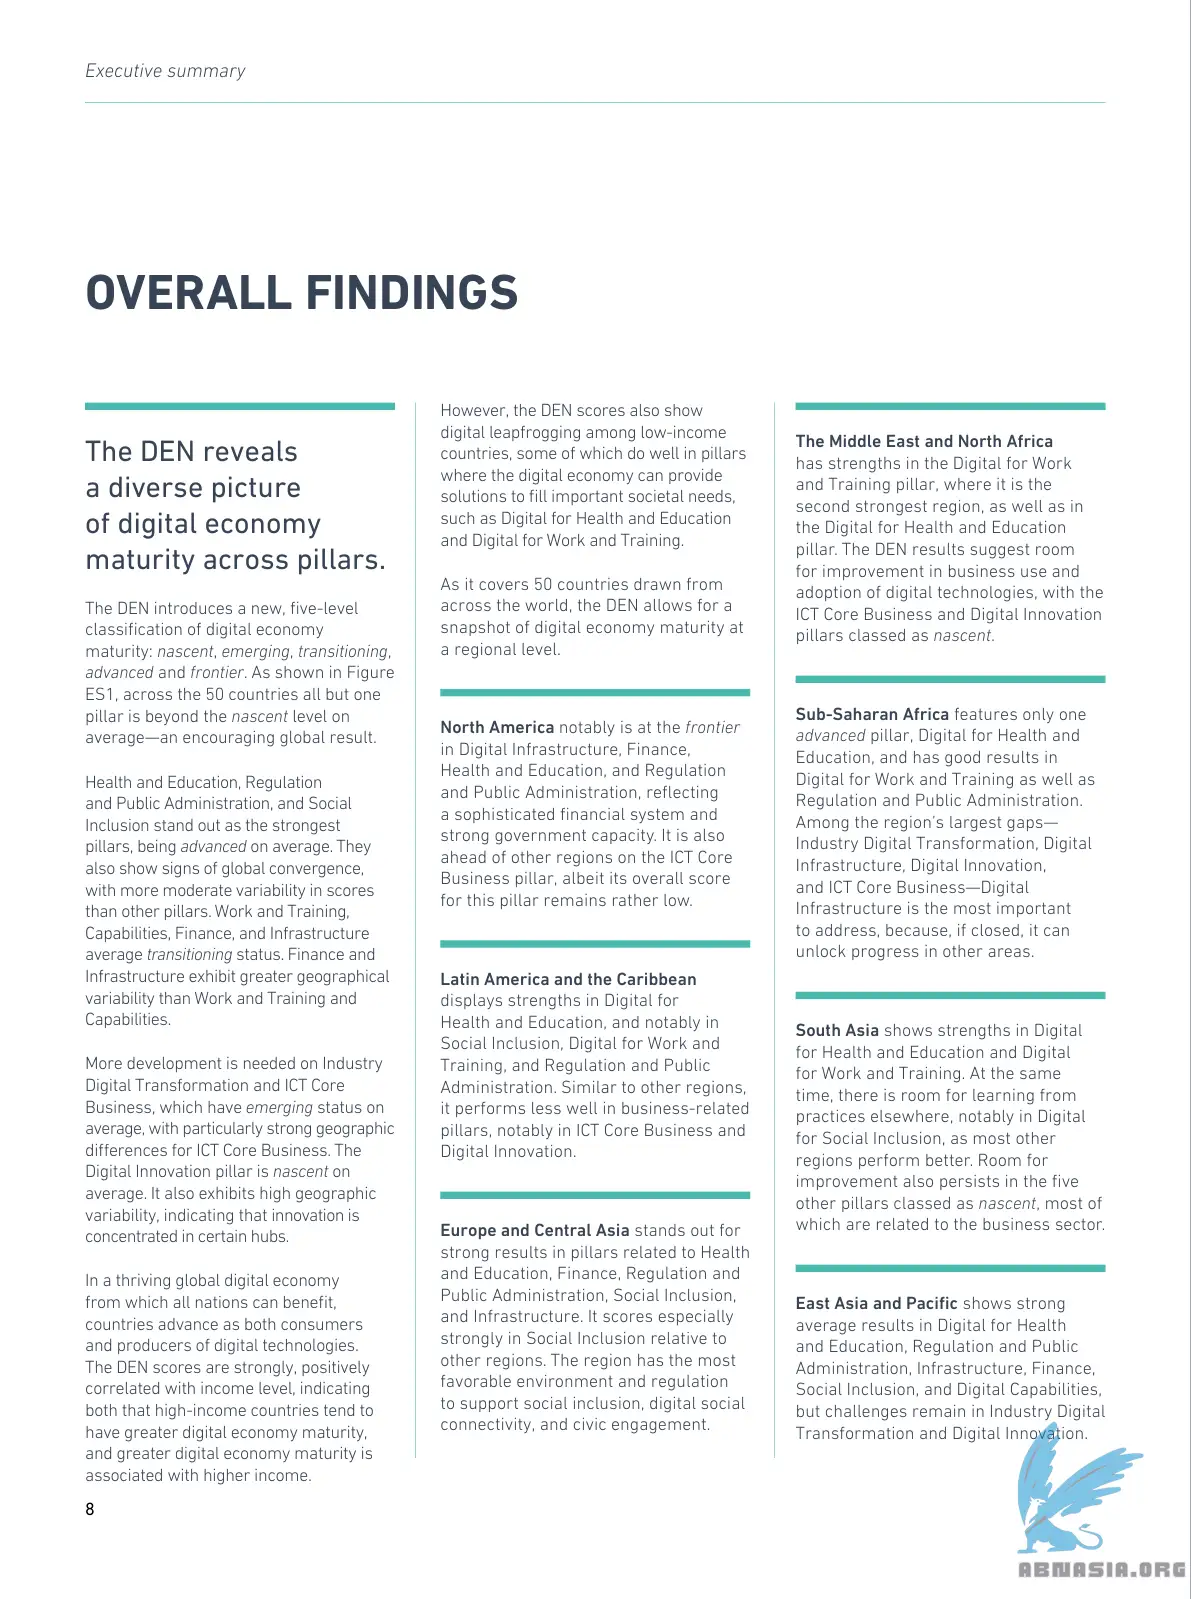 Executive summary
OVERALL FINDINGS
The DEN reveals
a diverse picture
of digital economy
maturity across pillars.
The DEN introduces a new, five-level
classification of digital economy
maturity: nascent, emerging, transitioning,
advanced and frontier. As shown in Figure
ES1, across the 50 countries all but one
pillar is beyond the nascent level on
average—an encouraging global result.
Health and Education, Regulation
and Public Administration, and Social
Inclusion stand out as the strongest
pillars, being advanced on average. They
also show signs of global convergence,
with more moderate variability in scores
than other pillars. Work and Training,
Capabilities, Finance, and Infrastructure
average transitioning status. Finance and
Infrastructure exhibit greater geographical
variability than Work and Training and
Capabilities.
More development is needed on Industry
Digital Transformation and ICT Core
Business, which have emerging status on
average, with particularly strong geographic
differences for ICT Core Business. The
Digital Innovation pillar is nascent on
average. It also exhibits high geographic
variability, indicating that innovation is
concentrated in certain hubs.
In a thriving global digital economy
from which all nations can benefit,
countries advance as both consumers
and producers of digital technologies.
The DEN scores are strongly, positively
correlated with income level, indicating
both that high-income countries tend to
have greater digital economy maturity,
and greater digital economy maturity is
associated with higher income.
8
However, the DEN scores also show
digital leapfrogging among low-income
countries, some of which do well in pillars
where the digital economy can provide
solutions to fill important societal needs,
such as Digital for Health and Education
and Digital for Work and Training.
As it covers 50 countries drawn from
across the world, the DEN allows for a
snapshot of digital economy maturity at
a regional level.
North America notably is at the frontier
in Digital Infrastructure, Finance,
Health and Education, and Regulation
and Public Administration, reflecting
a sophisticated financial system and
strong government capacity. It is also
ahead of other regions on the ICT Core
Business pillar, albeit its overall score
for this pillar remains rather low.
Latin America and the Caribbean
displays strengths in Digital for
Health and Education, and notably in
Social Inclusion, Digital for Work and
Training, and Regulation and Public
Administration. Similar to other regions,
it performs less well in business-related
pillars, notably in ICT Core Business and
Digital Innovation.
Europe and Central Asia stands out for
strong results in pillars related to Health
and Education, Finance, Regulation and
Public Administration, Social Inclusion,
and Infrastructure. It scores especially
strongly in Social Inclusion relative to
other regions. The region has the most
favorable environment and regulation
to support social inclusion, digital social
connectivity, and civic engagement.
The Middle East and North Africa
has strengths in the Digital for Work
and Training pillar, where it is the
second strongest region, as well as in
the Digital for Health and Education
pillar. The DEN results suggest room
for improvement in business use and
adoption of digital technologies, with the
ICT Core Business and Digital Innovation
pillars classed as nascent.
Sub-Saharan Africa features only one
advanced pillar, Digital for Health and
Education, and has good results in
Digital for Work and Training as well as
Regulation and Public Administration.
Among the region's largest gaps—
Industry Digital Transformation, Digital
Infrastructure, Digital Innovation,
and ICT Core Business—Digital
Infrastructure is the most important
to address, because, if closed, it can
unlock progress in other areas.
South Asia shows strengths in Digital
for Health and Education and Digital
for Work and Training. At the same
time, there is room for learning from
practices elsewhere, notably in Digital
for Social Inclusion, as most other
regions perform better. Room for
improvement also persists in the five
other pillars classed as nascent, most of
which are related to the business sector.
East Asia and Pacific shows strong
average results in Digital for Health
and Education, Regulation and Public
Administration, Infrastructure, Finance,
Social Inclusion, and Digital Capabilities,
but challenges remain in Industry Digital
Transformation and Digital Innovation.
ABNASIA.ORG